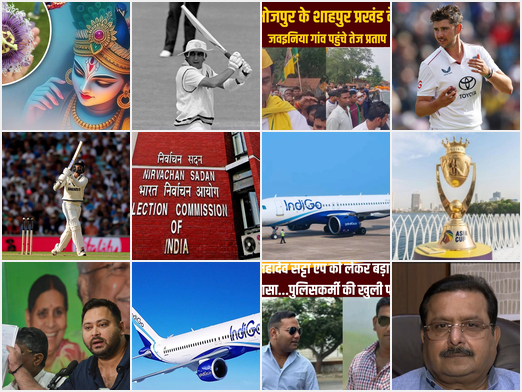 भोजपुर के शाहपुर प्रखंड के
जवइनिया गांव पहुंचे तेज प्रताप
TOYOTA
निर्वाचन सदन
NIRVACHAN SADAN
भारत निर्वाचन आयोग
ELECTION COMMISSION
OF
INDIA
IndiGo
ASIA
CUP
IndiGo
महादेव सट्टा ऐप को लेकर बड़ा
पुलिसकर्मी की खुली